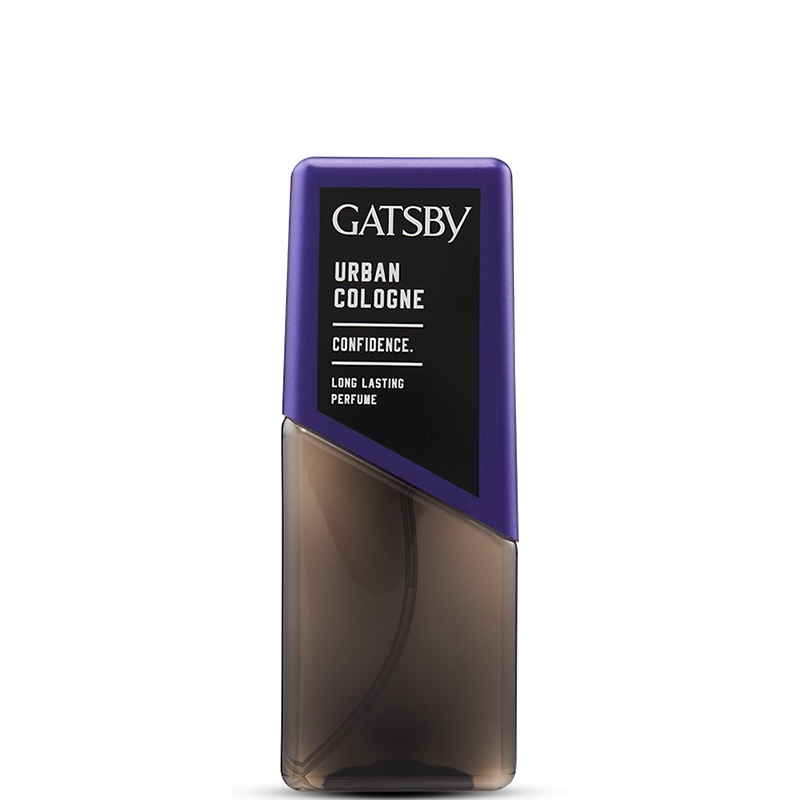 GATSBY
URBAN
COLOGNE
CONFIDENCE.
LONG LASTING
PERFUME